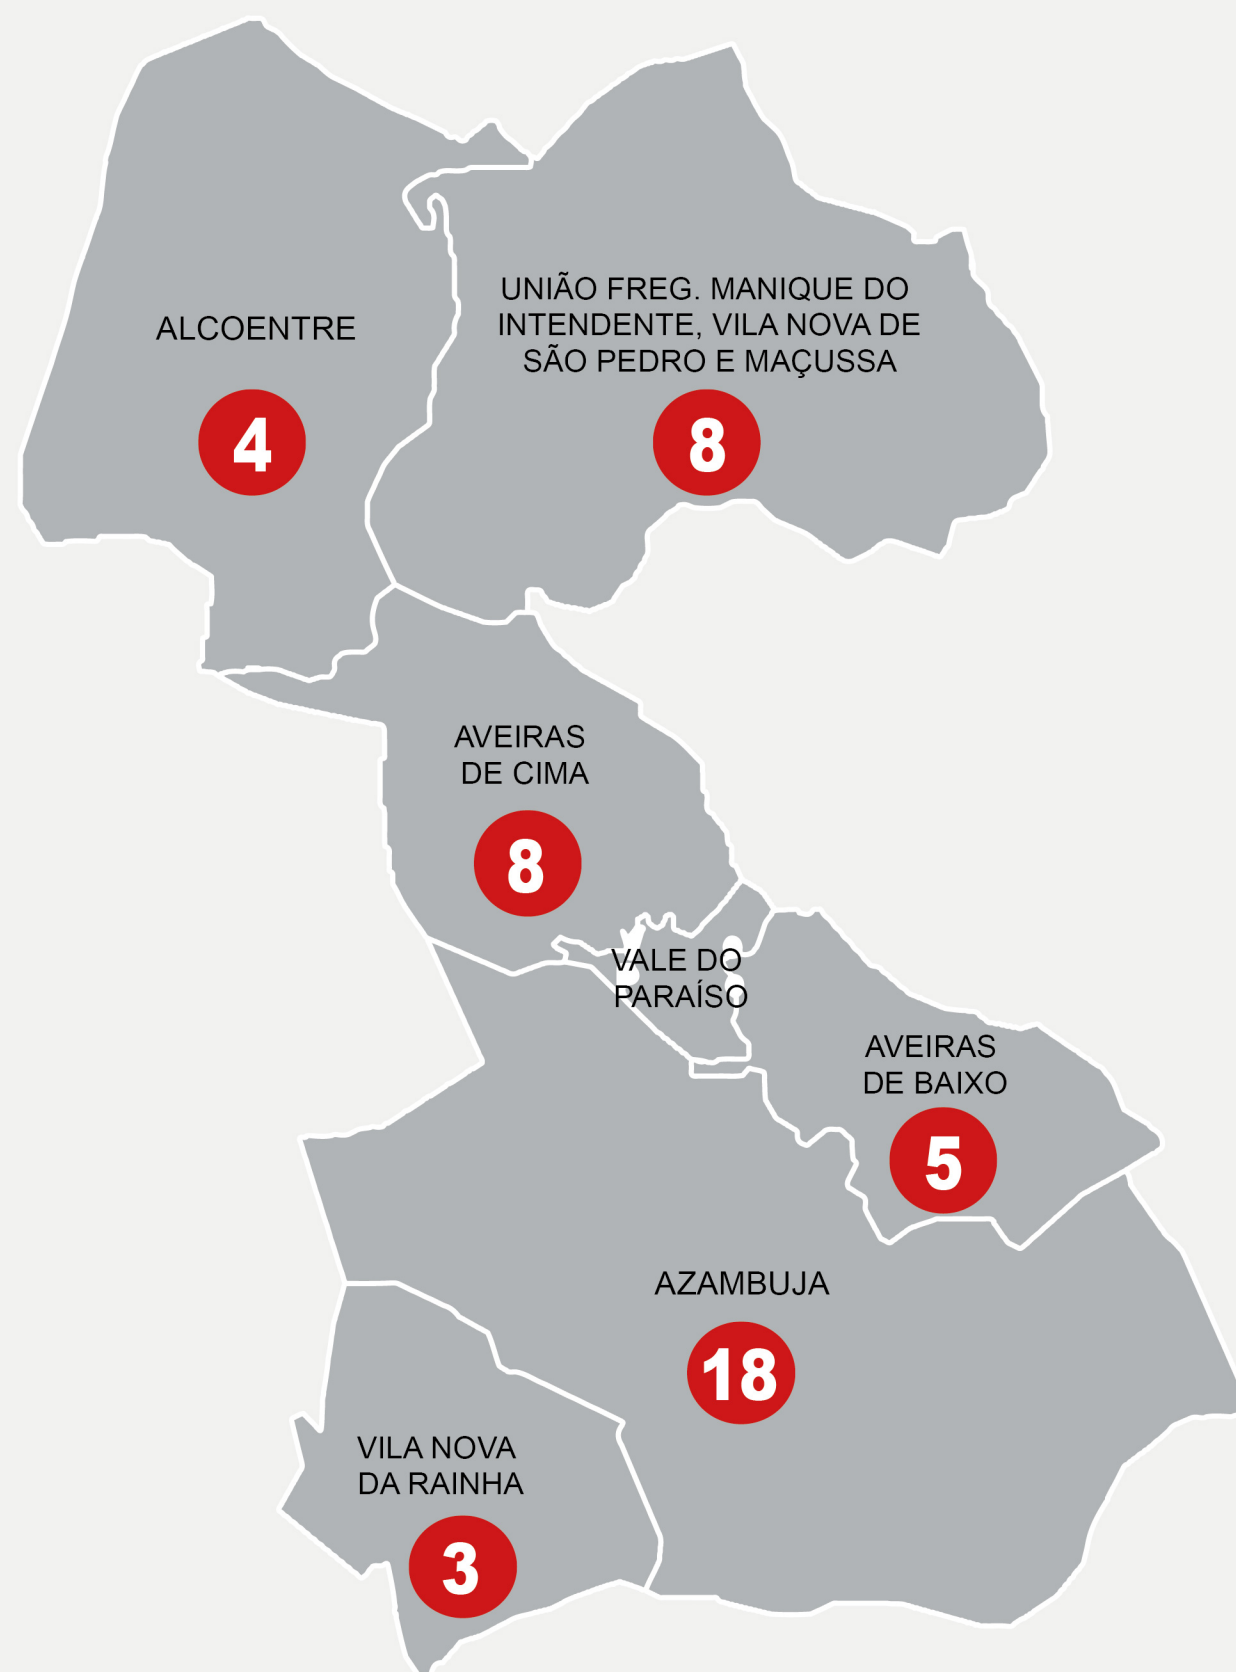 ALCOENTRE
4
UNIÃO FREG. MANIQUE DO
INTENDENTE, VILA NOVA DE
SÃO PEDRO E MAÇUSSA
8
AVEIRAS
DE CIMA
8
VALE DO
PARAÍSO
AVEIRAS
DE BAIXO
5
AZAMBUJA
18
VILA NOVA
DA RAINHA
3